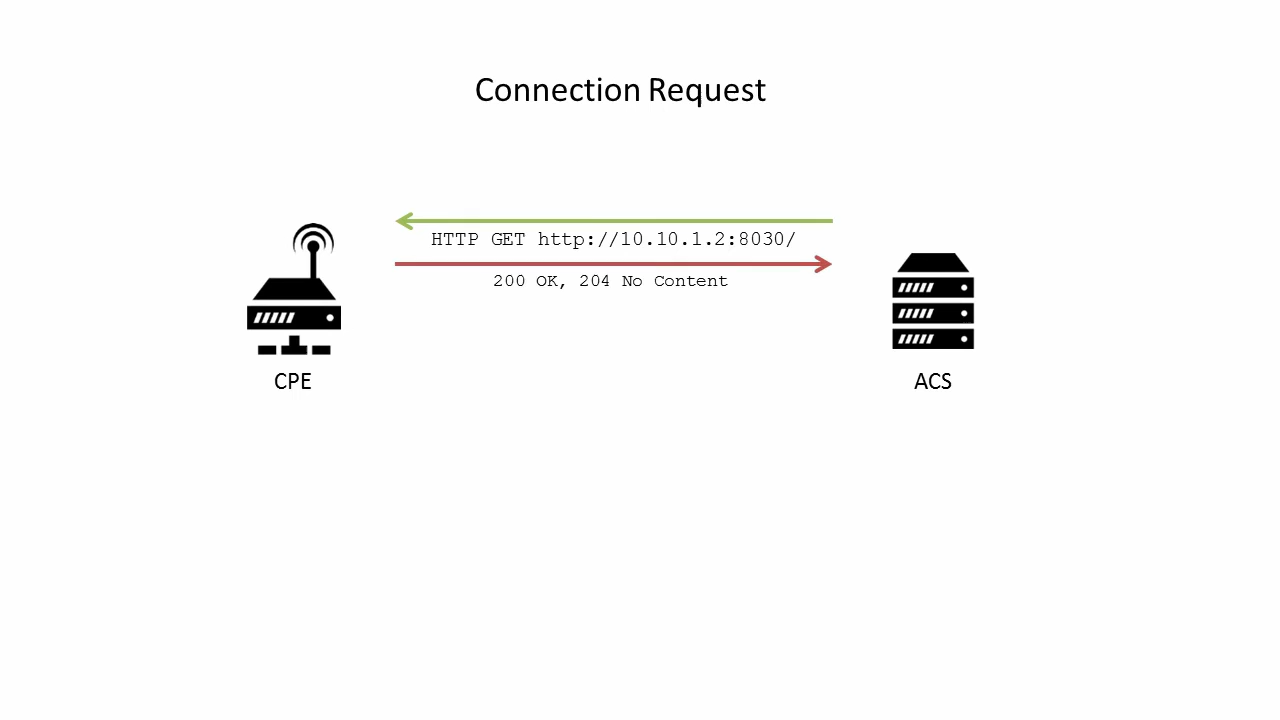 Connection Request
HTTP GET http://10.10.1.2:8030/
200 OK, 204 No Content
CPE
ACS